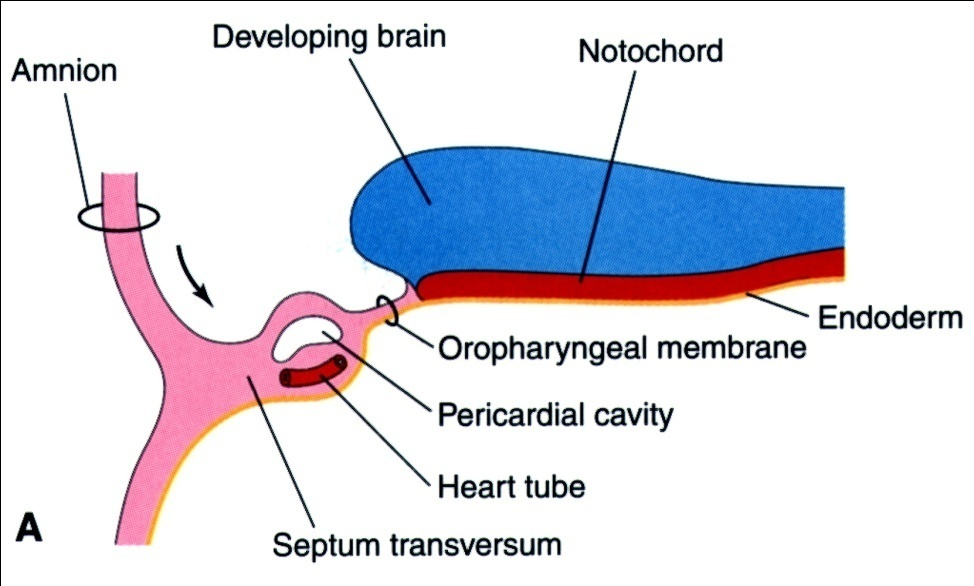 Developing brain
Notochord
Amnion
Endoderm
Oropharyngeal membrane
Pericardial cavity
Heart tube
A
Septum transversum